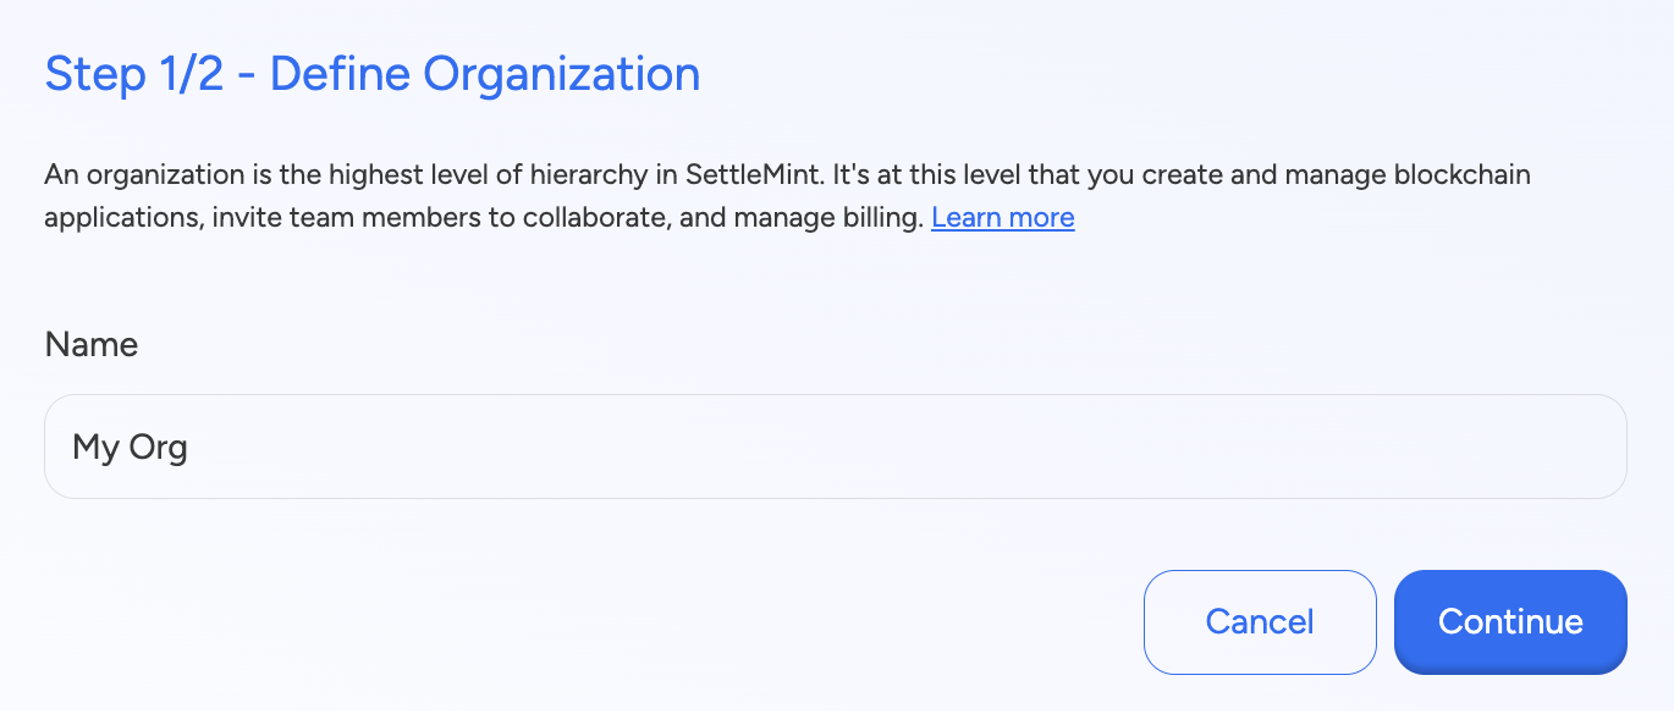 Step 1/2 - Define Organization
An organization is the highest level of hierarchy in SettleMint. It's at this level that you create and manage blockchain
applications, invite team members to collaborate, and manage billing. Learn more
Name
My Org
Cancel Continue